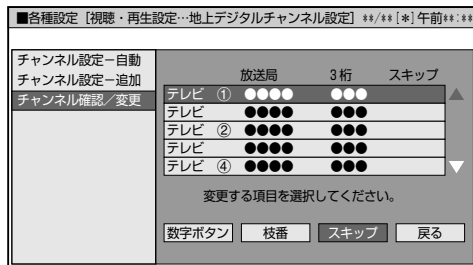 ■各種設定 [視聴・再生設定…地上デジタルチャンネル設定] **/** [*] 午前**:**
チャンネル設定－自動
チャンネル設定－追加
チャンネル確認／変更
放送局 3桁 スキップ
テレビ ① ●●●● ●●●
テレビ ●●●● ●●●
テレビ ② ●●●● ●●●
テレビ ●●●● ●●●
テレビ ④ ●●●● ●●●
変更する項目を選択してください。
数字ボタン 枝番 スキップ 戻る